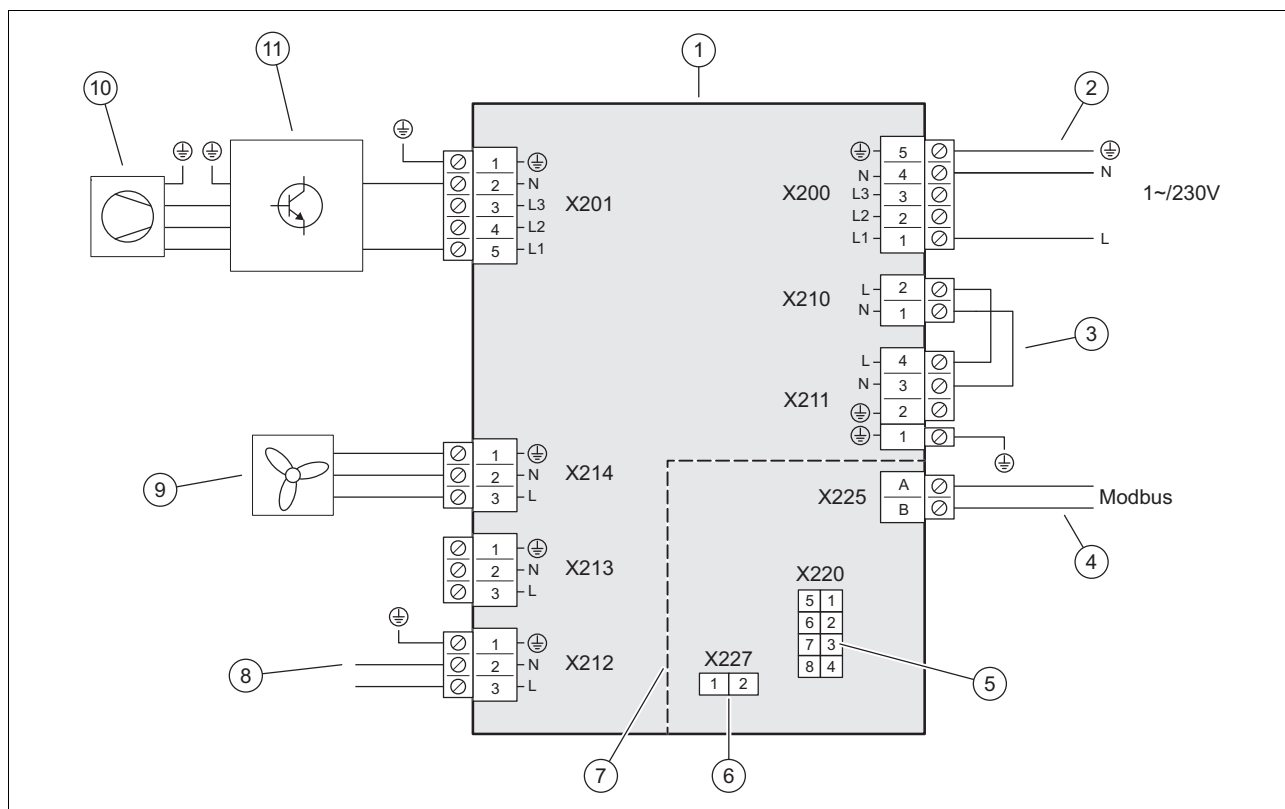 11
1
10
2
1
2 N
3 L3
4 L2
5 L1
X201
X200
5
N 4
L3 3
L2 2
L1 1
N
L
1~/230V
X210
L 2
N 1
3
X211
L 4
N 3
2
1
9
1
2 N
3 L
X214
X225
A
B
Modbus
4
1
2 N
3 L
X213
X220
5 1
6 2
7 3
8 4
5
8
1
2 N
3 L
X212
X227
1 2
7
6